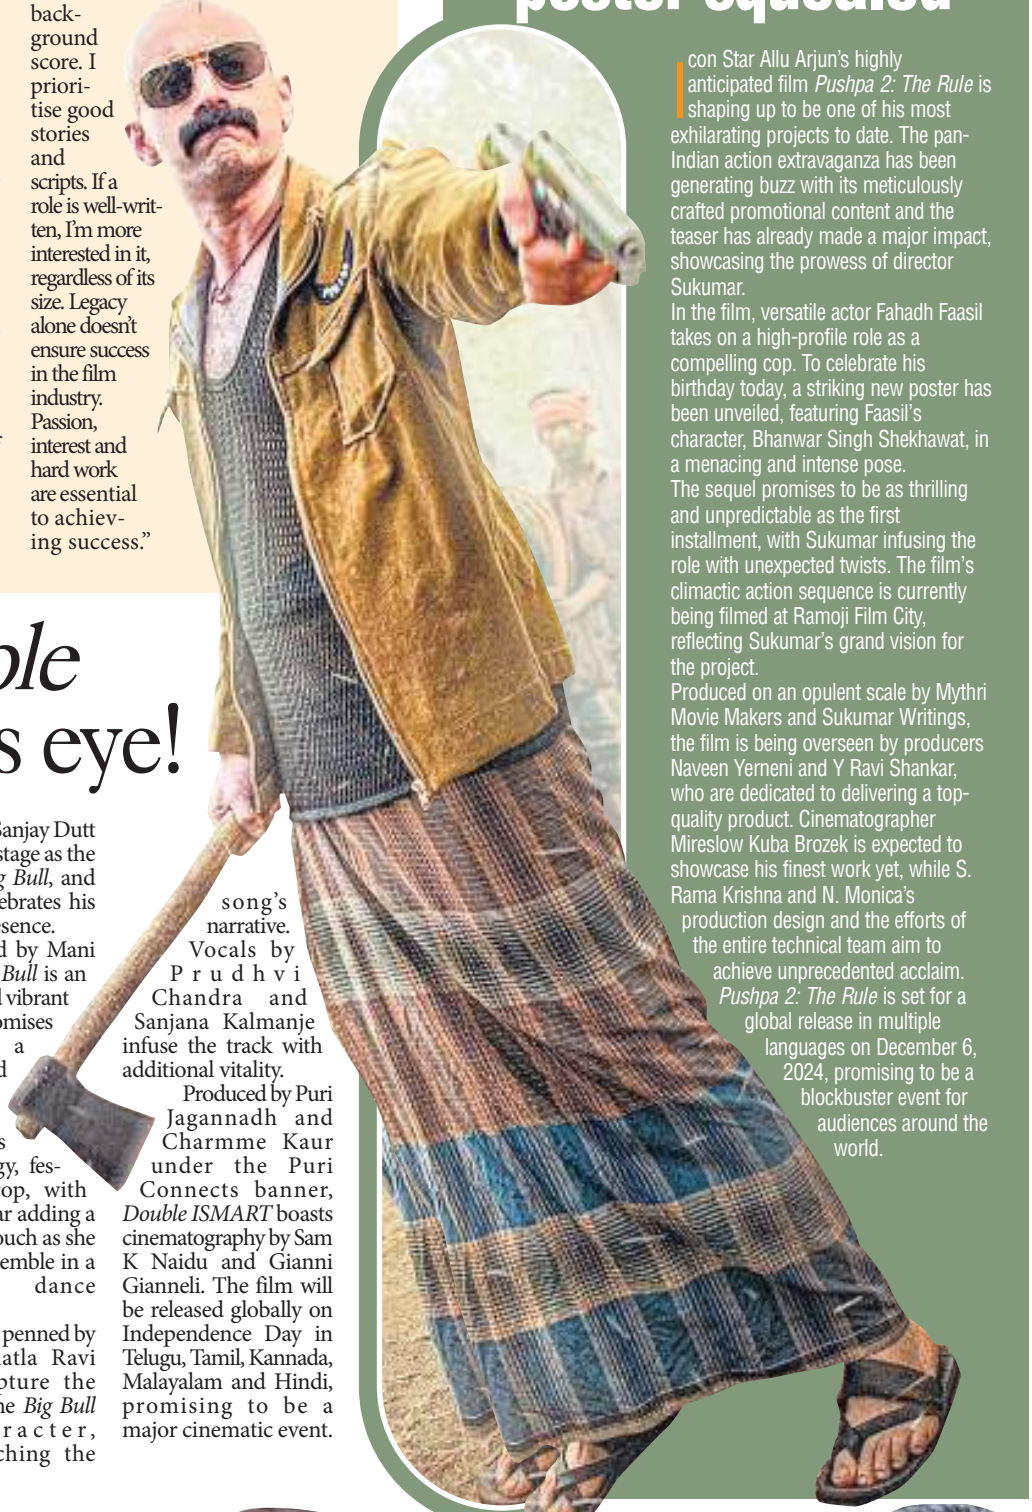 back-
ground
score. I
priori-
tise good
stories
and
scripts. If a
role is well-writ-
ten, I'm more
interested in it,
regardless of its
size. Legacy
alone doesn't
ensure success
in the film
industry.
Passion,
interest and
hard work
are essential
to achiev-
ing success."
s eye!
Sanjay Dutt
stage as the
Bull, and
his
by Mani
Bull is an
vibrant
a
fes-
with
adding a
as she
in a
dance
penned by
Ravi
the
Big Bull
the
song's
narrative.
Vocals by
Prudhvi
Chandra and
Sanjana Kalmanje
infuse the track with
additional vitality.
Produced by Puri
Jagannadh and
Charmme Kaur
under the Puri
Connects banner,
Double ISMART boasts
cinematography by Sam
K Naidu and Gianni
Gianneli. The film will
be released globally on
Independence Day in
Telugu, Tamil, Kannada,
Malayalam and Hindi,
promising to be a
major cinematic event.
Icon Star Allu Arjun's highly
anticipated film Pushpa 2: The Rule is
shaping up to be one of his most
exhilarating projects to date. The pan-
Indian action extravaganza has been
generating buzz with its meticulously
crafted promotional content and the
teaser has already made a major impact,
showcasing the prowess of director
Sukumar.
In the film, versatile actor Fahadh Faasil
takes on a high-profile role as a
compelling cop. To celebrate his
birthday today, a striking new poster has
been unveiled, featuring Faasil's
character, Bhanwar Singh Shekhawat, in
a menacing and intense pose.
The sequel promises to be as thrilling
and unpredictable as the first
installment, with Sukumar infusing the
role with unexpected twists. The film's
climactic action sequence is currently
being filmed at Ramoji Film City,
reflecting Sukumar's grand vision for
the project.
Produced on an opulent scale by Mythri
Movie Makers and Sukumar Writings,
the film is being overseen by producers
Naveen Yerneni and Y Ravi Shankar,
who are dedicated to delivering a top-
quality product. Cinematographer
Mireslow Kuba Brozek is expected to
showcase his finest work yet, while S.
Rama Krishna and N. Monica's
production design and the efforts of
the entire technical team aim to
achieve unprecedented acclaim.
Pushpa 2: The Rule is set for a
global release in multiple
languages on December 6,
2024, promising to be a
blockbuster event for
audiences around the
world.